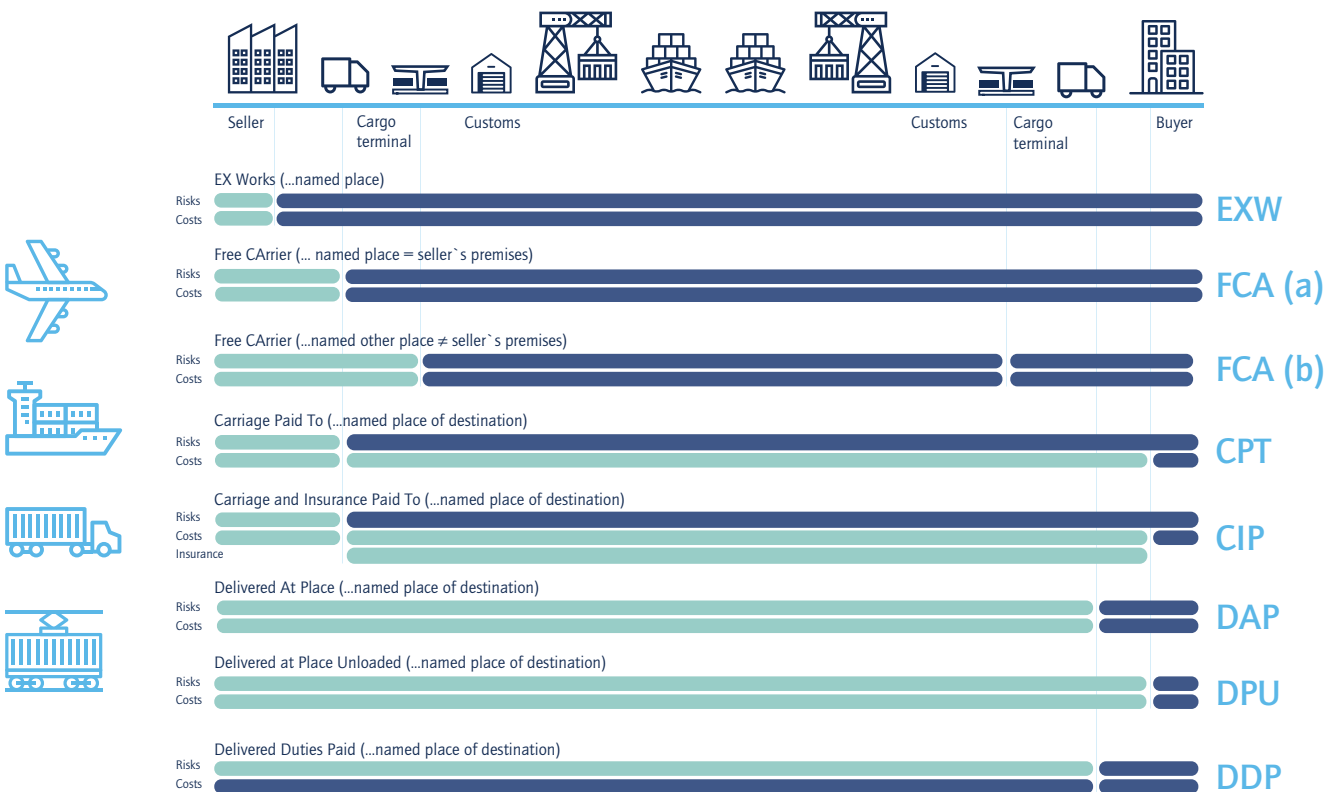 Seller
Cargo
terminal
Customs
Customs
Cargo
terminal
Buyer
EX Works (...named place)
Risks
Costs
EXW
Free CArrier (... named place = seller`s premises)
Risks
Costs
FCA (a)
Free CArrier (...named other place ≠ seller`s premises)
Risks
Costs
FCA (b)
Carriage Paid To (...named place of destination)
Risks
Costs
CPT
Carriage and Insurance Paid To (...named place of destination)
Risks
Costs
Insurance
CIP
Delivered At Place (...named place of destination)
Risks
Costs
DAP
Delivered at Place Unloaded (...named place of destination)
Risks
Costs
DPU
Delivered Duties Paid (...named place of destination)
Risks
Costs
DDP